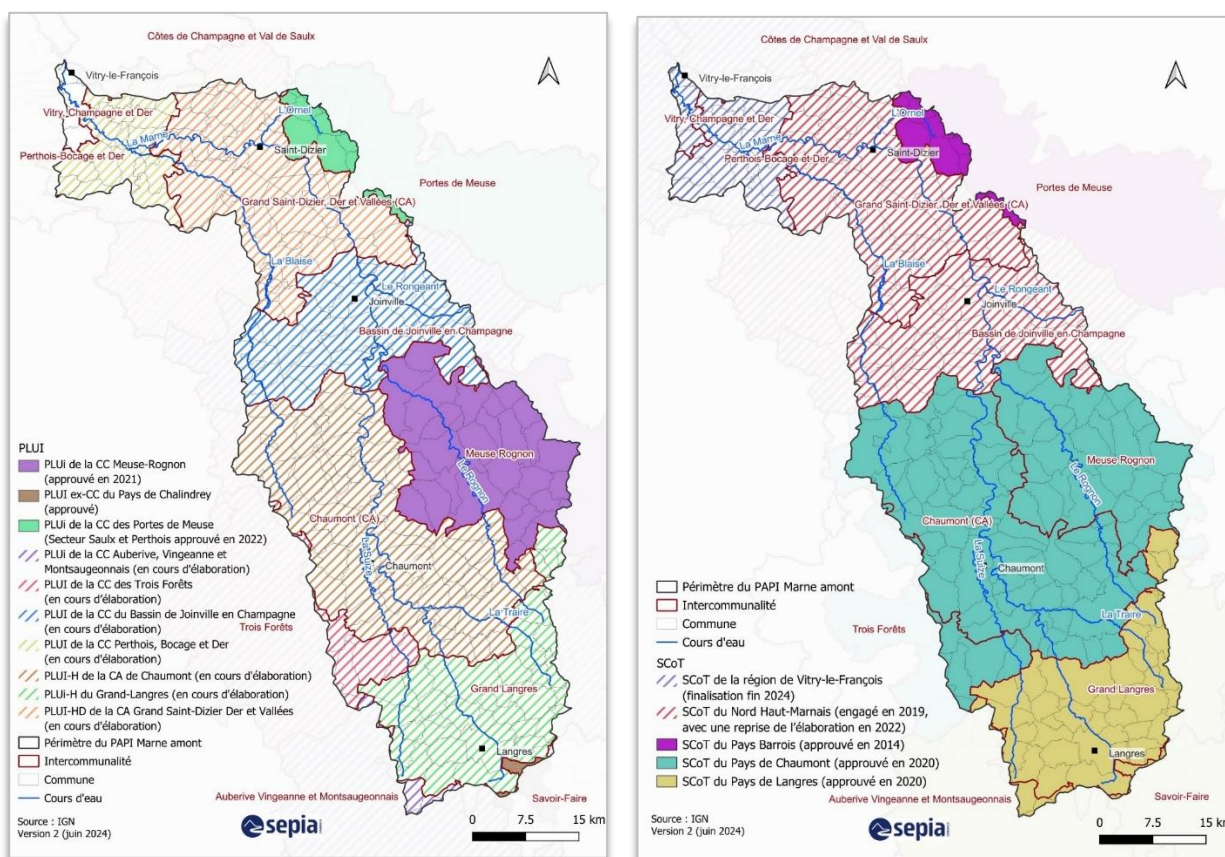 Côtes de Champagne et Val de Saulx
Vitry-le-François
Vitry, Champagne et Der
L'Ornel
La Marne
Perthois-Bocage et Der
Saint-Dizier
Grand Saint-Dizier, Der et Vallées (CA)
Portes de Meuse
La Blaise
Le Rongeant
Joinville
Bassin de Joinville en Champagne
Meuse Rognon
Le Rognon
Chaumont (CA)
La Suize
Chaumont
La Traire
Trois Forêts
Grand Langres
Langres
Auberive Vingeanne et Montsaugeonnais
Savoir-Faire
PLUI
PLUi de la CC Meuse-Rognon
(approuvé en 2021)
PLUI ex-CC du Pays de Chalindrey
(approuvé)
PLUi de la CC des Portes de Meuse
(Secteur Saulx et Perthois approuvé en 2022)
PLUi de la CC Auberive, Vingeanne et
Montsaugeonnais (en cours d'élaboration)
PLUI de la CC des Trois Forêts
(en cours d'élaboration)
PLUI de la CC du Bassin de Joinville en Champagne
(en cours d'élaboration)
PLUI de la CC Perthois, Bocage et Der
(en cours d'élaboration)
PLUI-H de la CA de Chaumont (en cours d'élaboration)
PLUi-H du Grand-Langres (en cours d'élaboration)
PLUI-HD de la CA Grand Saint-Dizier Der et Vallées
(en cours d'élaboration)
Périmètre du PAPI Marne amont
Intercommunalité
Commune
Cours d'eau
Source : IGN
Version 2 (juin 2024)
sepia
0 7.5 15 km
Côtes de Champagne et Val de Saulx
Vitry-le-François
Vitry, Champagne et Der
L'Ornel
La Marne
Perthois-Bocage et Der
Saint-Dizier
Portes de Meuse
Grand Saint-Dizier, Der et Vallées (CA)
La Blaise
Le Rongeant
Joinville
Bassin de Joinville en Champagne
Meuse Rognon
Le Rognon
Chaumont (CA)
La Suize
Chaumont
La Traire
Trois Forêts
Grand Langres
Langres
Auberive Vingeanne et Montsaugeonnais
Savoir-Faire
Périmètre du PAPI Marne amont
Intercommunalité
Commune
Cours d'eau
SCoT
SCoT de la région de Vitry-le-François
(finalisation fin 2024)
SCoT du Nord Haut-Marnais (engagé en 2019,
avec une reprise de l'élaboration en 2022)
SCoT du Pays Barrois (approuvé en 2014)
SCoT du Pays de Chaumont (approuvé en 2020)
SCoT du Pays de Langres (approuvé en 2020)
Source : IGN
Version 2 (juin 2024)
sepia
0 7.5 15 km